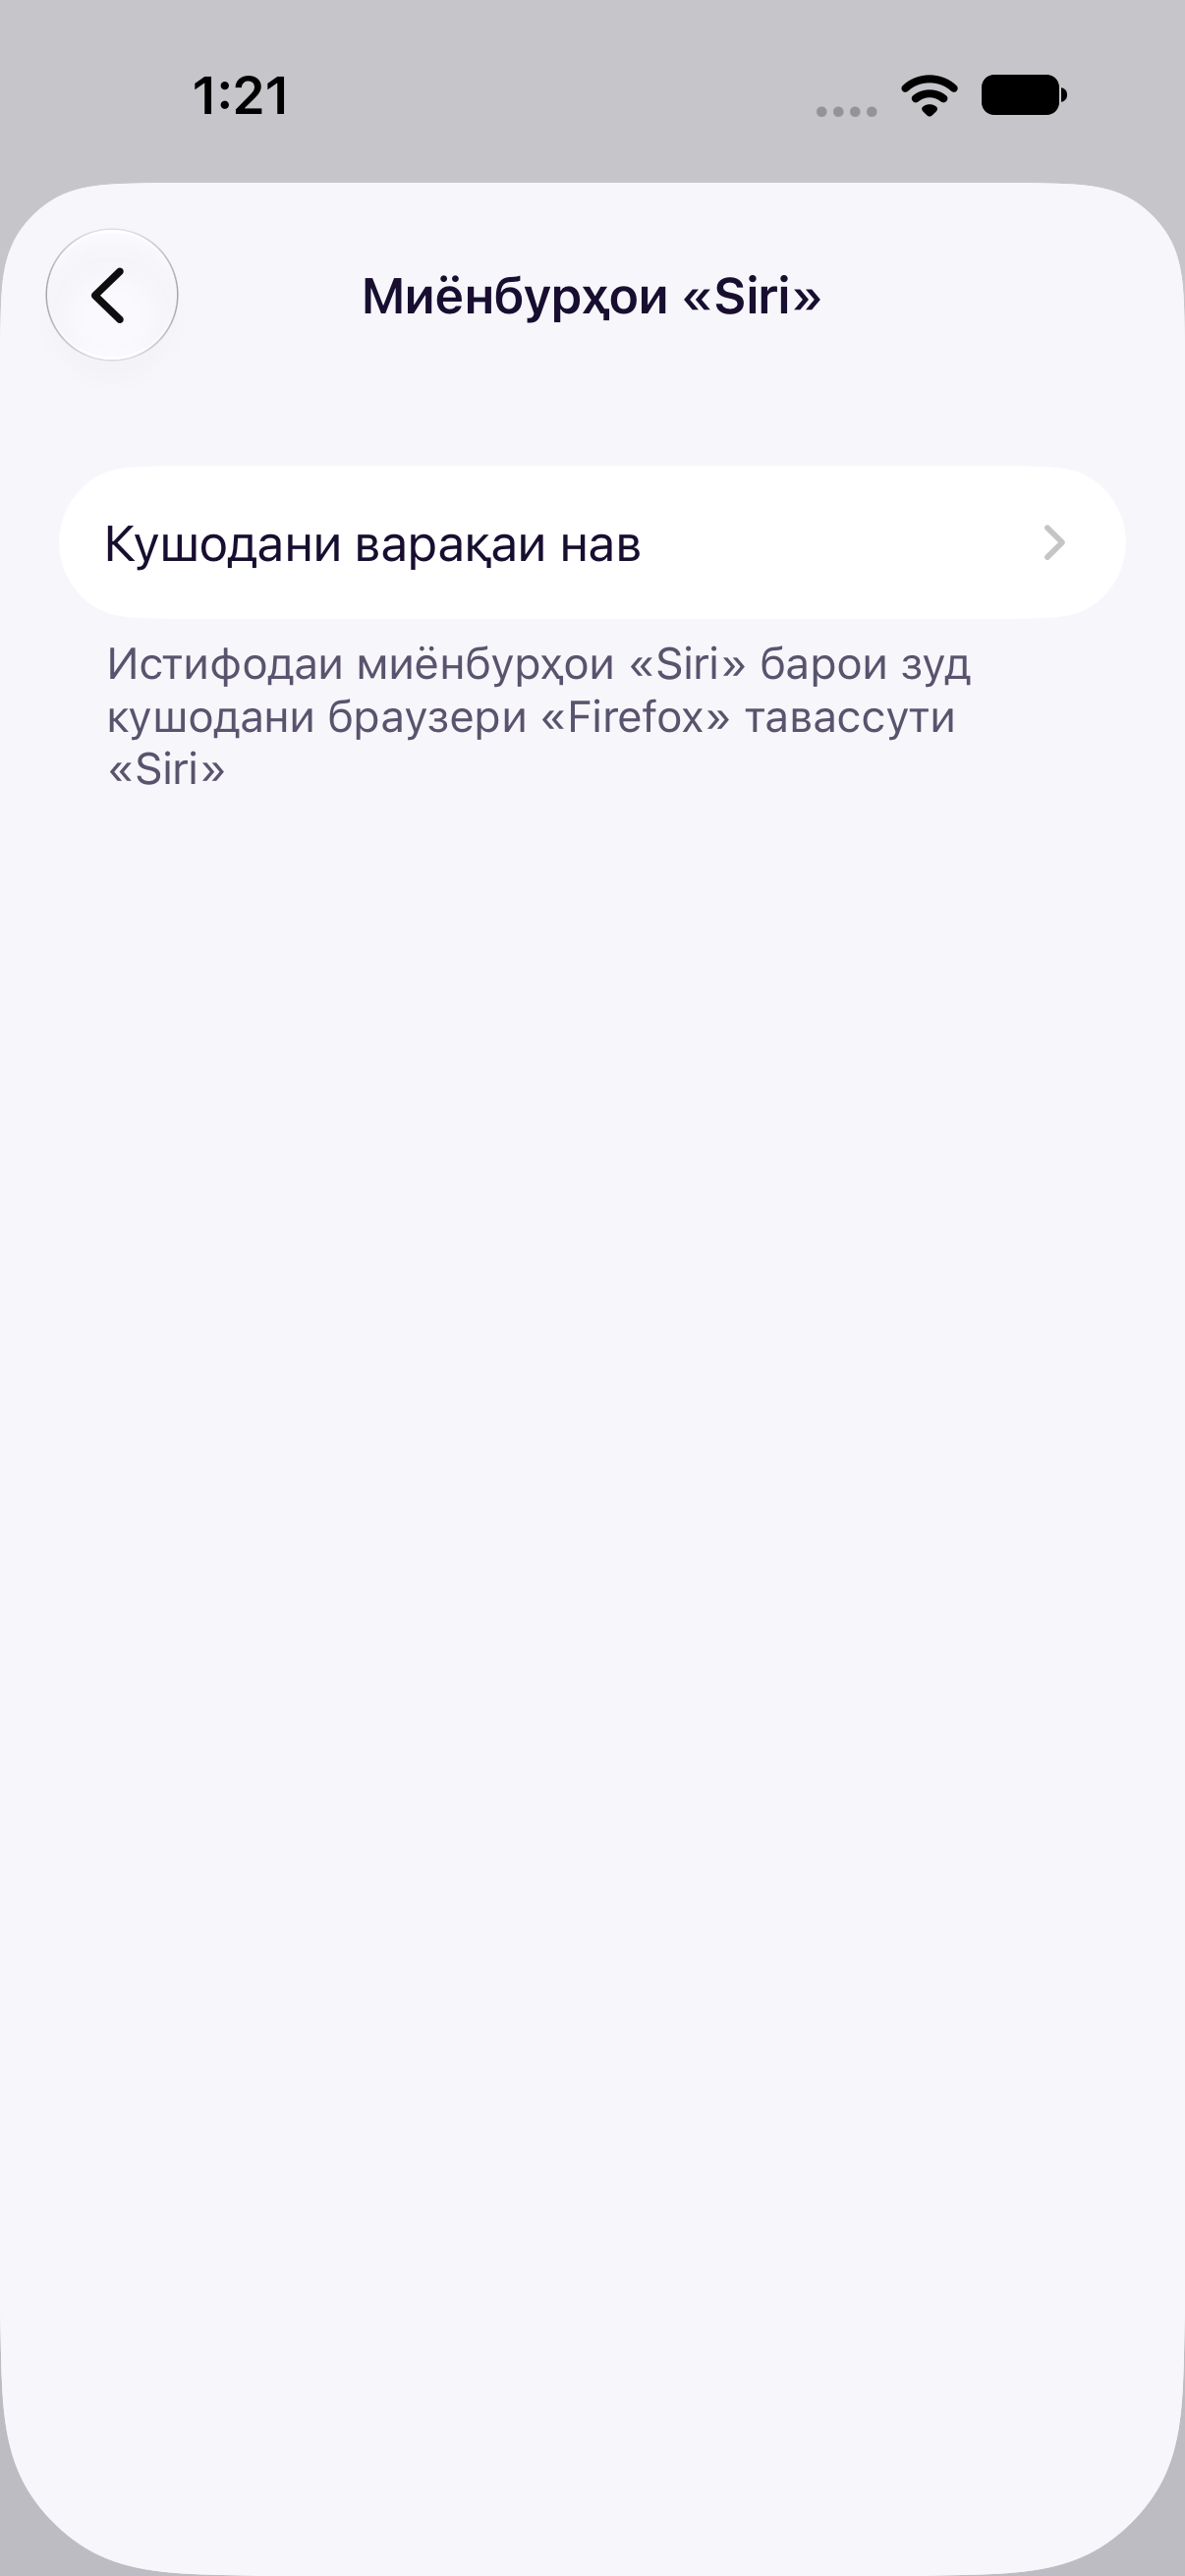 1:21
Миёнбурҳои «Siri»
Кушодани варақаи нав
Истифодаи миёнбурҳои «Siri» барои зуд
кушодани браузери «Firefox» тавассути
«Siri»